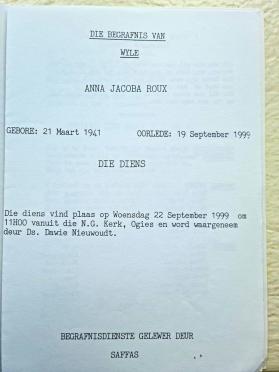 DIE BEGRAFNIS VAN
WYLE
ANNA JACOBA ROUX
GEBORE: 21 Maart 1941 OORLEDE: 19 September 1999
DIE DIENS
Die diens vind plaas op Woensdag 22 September 1999 om
11H00 vanuit die N.G. Kerk, Ogies en word waargeneem
deur Ds. Dawie Nieuwoudt.
BEGRAFNISDIENSTE GELEWER DEUR
SAFFAS